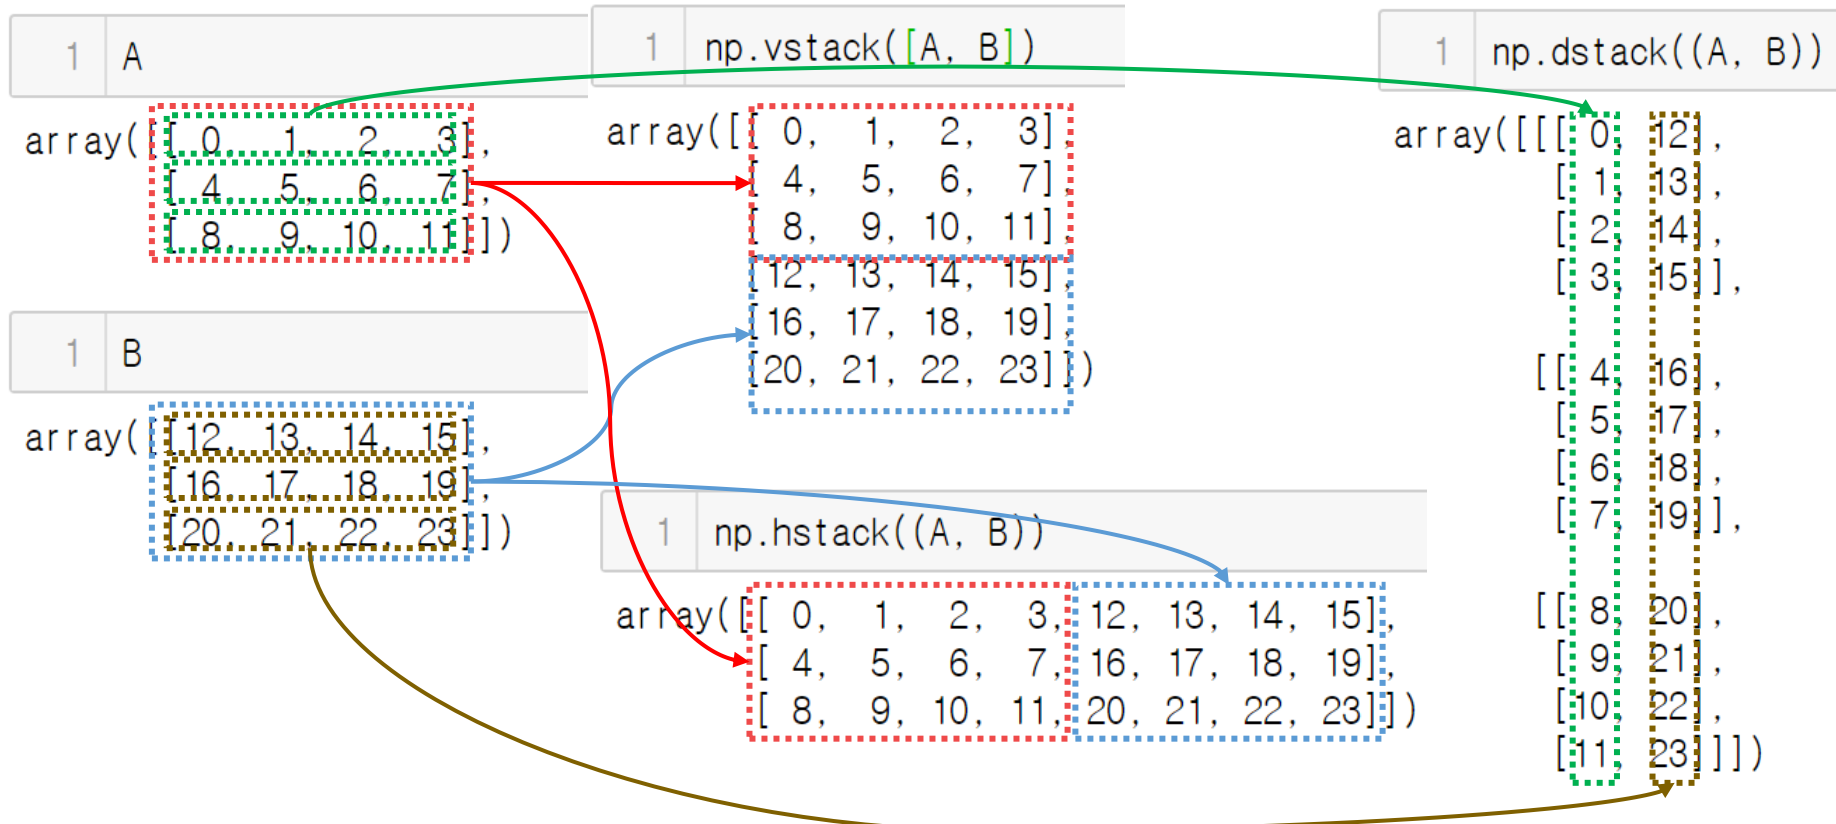 1 A
array([[ 0, 1, 2, 3],
[ 4, 5, 6, 7],
[ 8, 9, 10, 11]])
1 B
array([[12, 13, 14, 15],
[16, 17, 18, 19],
[20, 21, 22, 23]])
1 np.vstack([A, B])
array([[ 0, 1, 2, 3],
[ 4, 5, 6, 7],
[ 8, 9, 10, 11],
[12, 13, 14, 15],
[16, 17, 18, 19],
[20, 21, 22, 23]])
1 np.hstack((A, B))
array([[ 0, 1, 2, 3, 12, 13, 14, 15],
[ 4, 5, 6, 7, 16, 17, 18, 19],
[ 8, 9, 10, 11, 20, 21, 22, 23]])
1 np.dstack((A, B))
array([[[ 0, 12],
[ 1, 13],
[ 2, 14],
[ 3, 15]],
[[ 4, 16],
[ 5, 17],
[ 6, 18],
[ 7, 19]],
[[ 8, 20],
[ 9, 21],
[10, 22],
[11, 23]]])